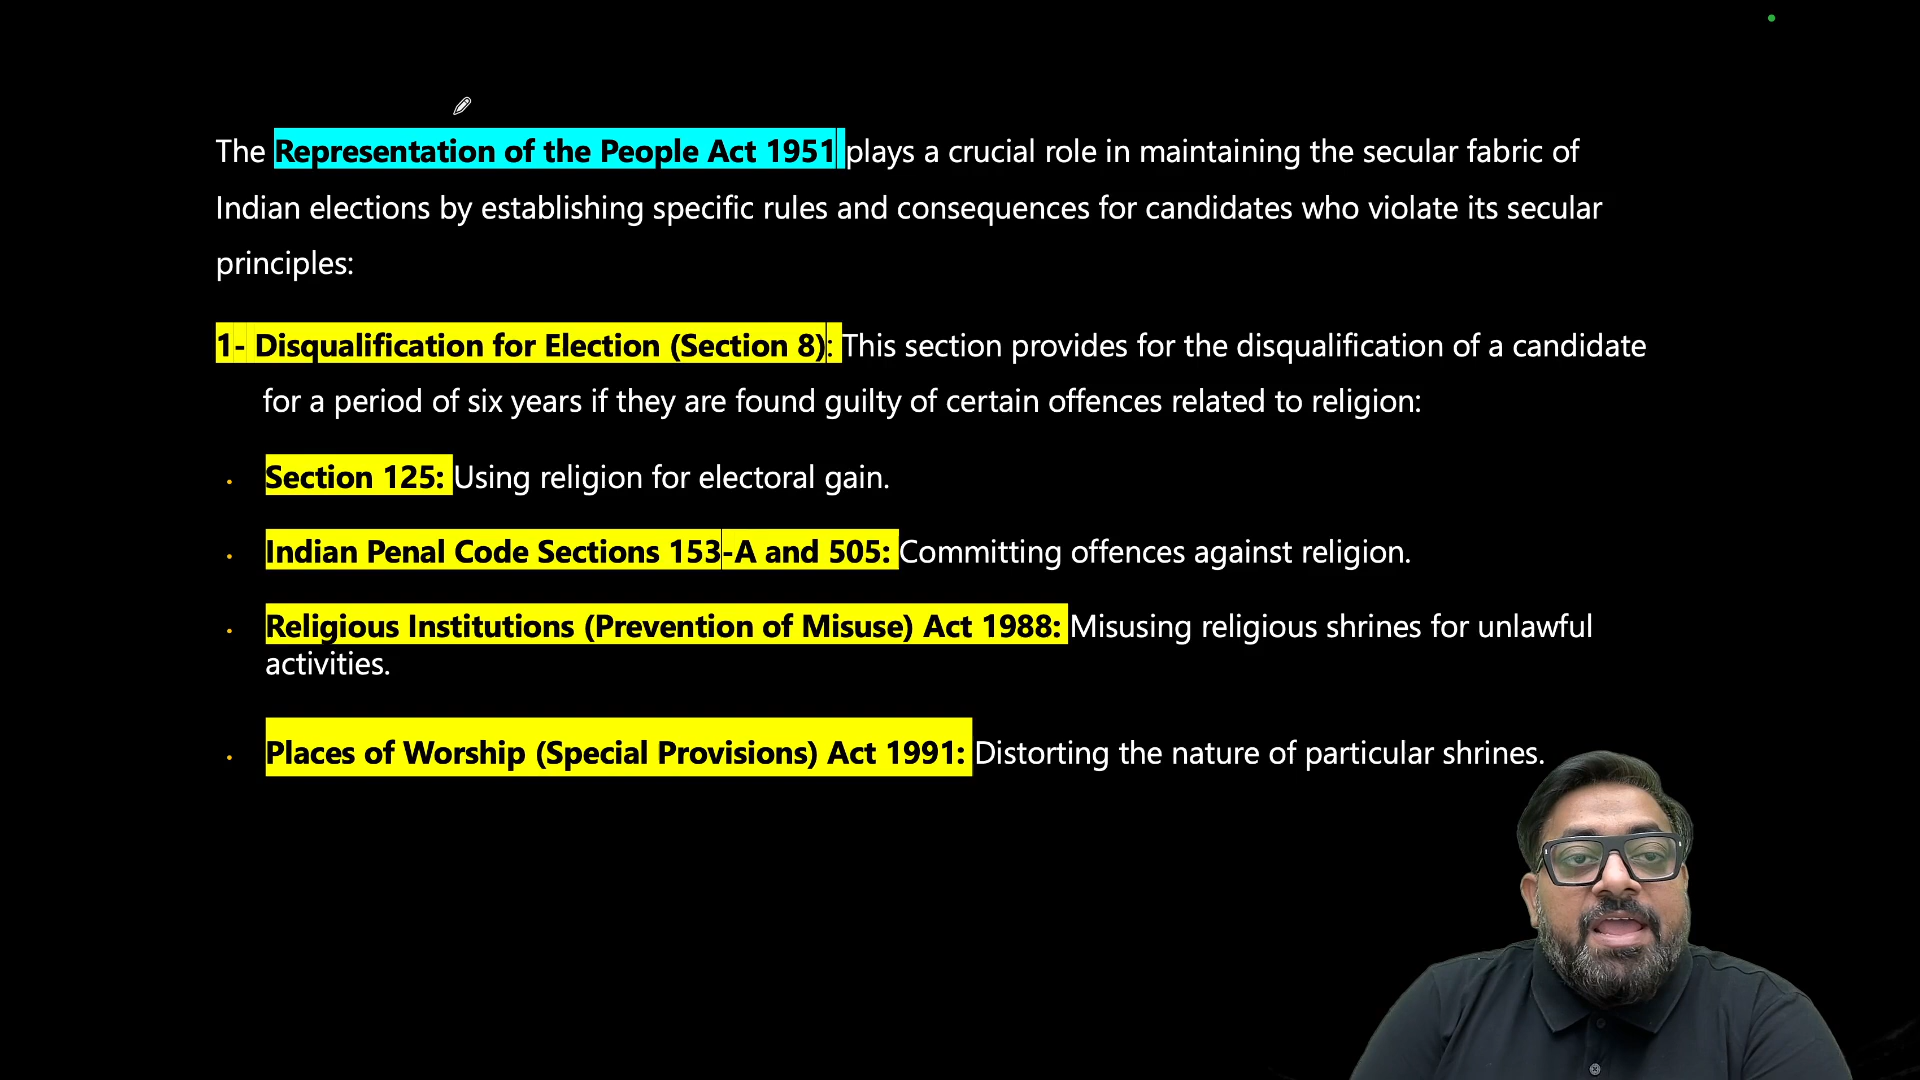 The Representation of the People Act 1951 plays a crucial role in maintaining the secular fabric of
Indian elections by establishing specific rules and consequences for candidates who violate its secular
principles:
1- Disqualification for Election (Section 8): This section provides for the disqualification of a candidate
for a period of six years if they are found guilty of certain offences related to religion:
• Section 125: Using religion for electoral gain.
• Indian Penal Code Sections 153-A and 505: Committing offences against religion.
• Religious Institutions (Prevention of Misuse) Act 1988: Misusing religious shrines for unlawful
activities.
• Places of Worship (Special Provisions) Act 1991: Distorting the nature of particular shrines.